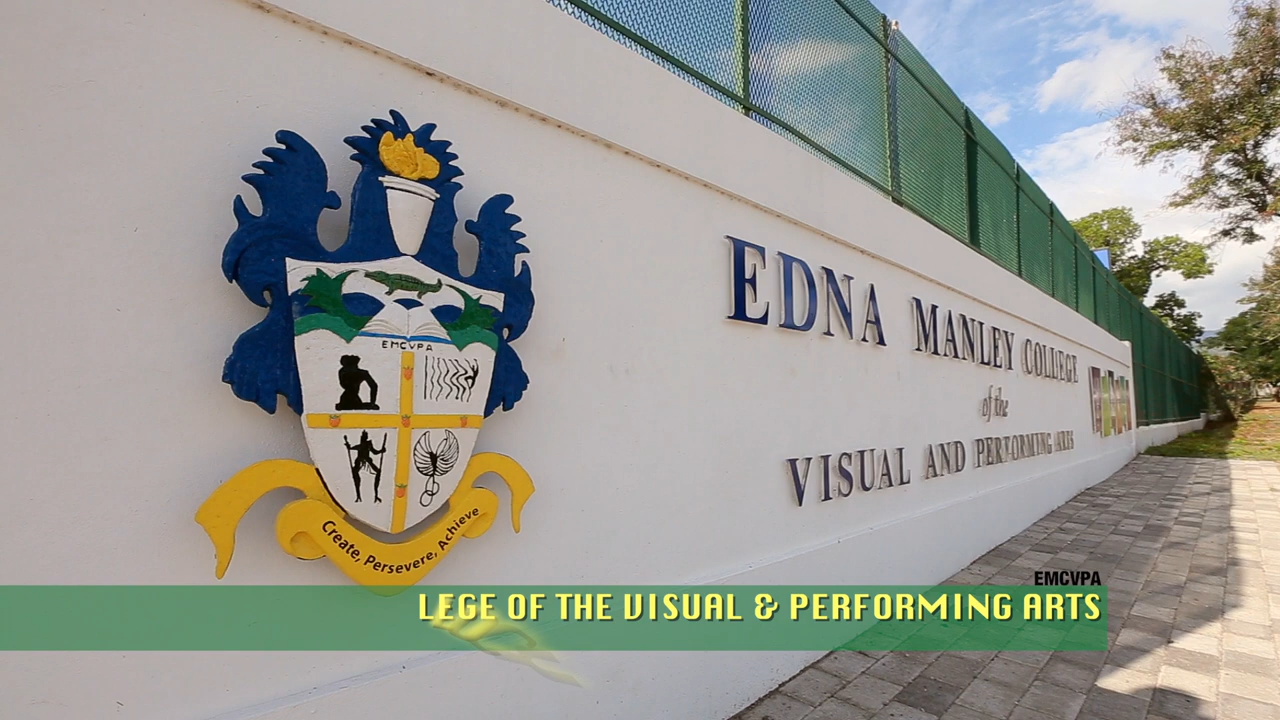 EMCVPA
Create, Persevere, Achieve
EDNA MANLEY COLLEGE
of the
VISUAL AND PERFORMING ARTS
EMCVPA
LEGE OF THE VISUAL & PERFORMING ARTS